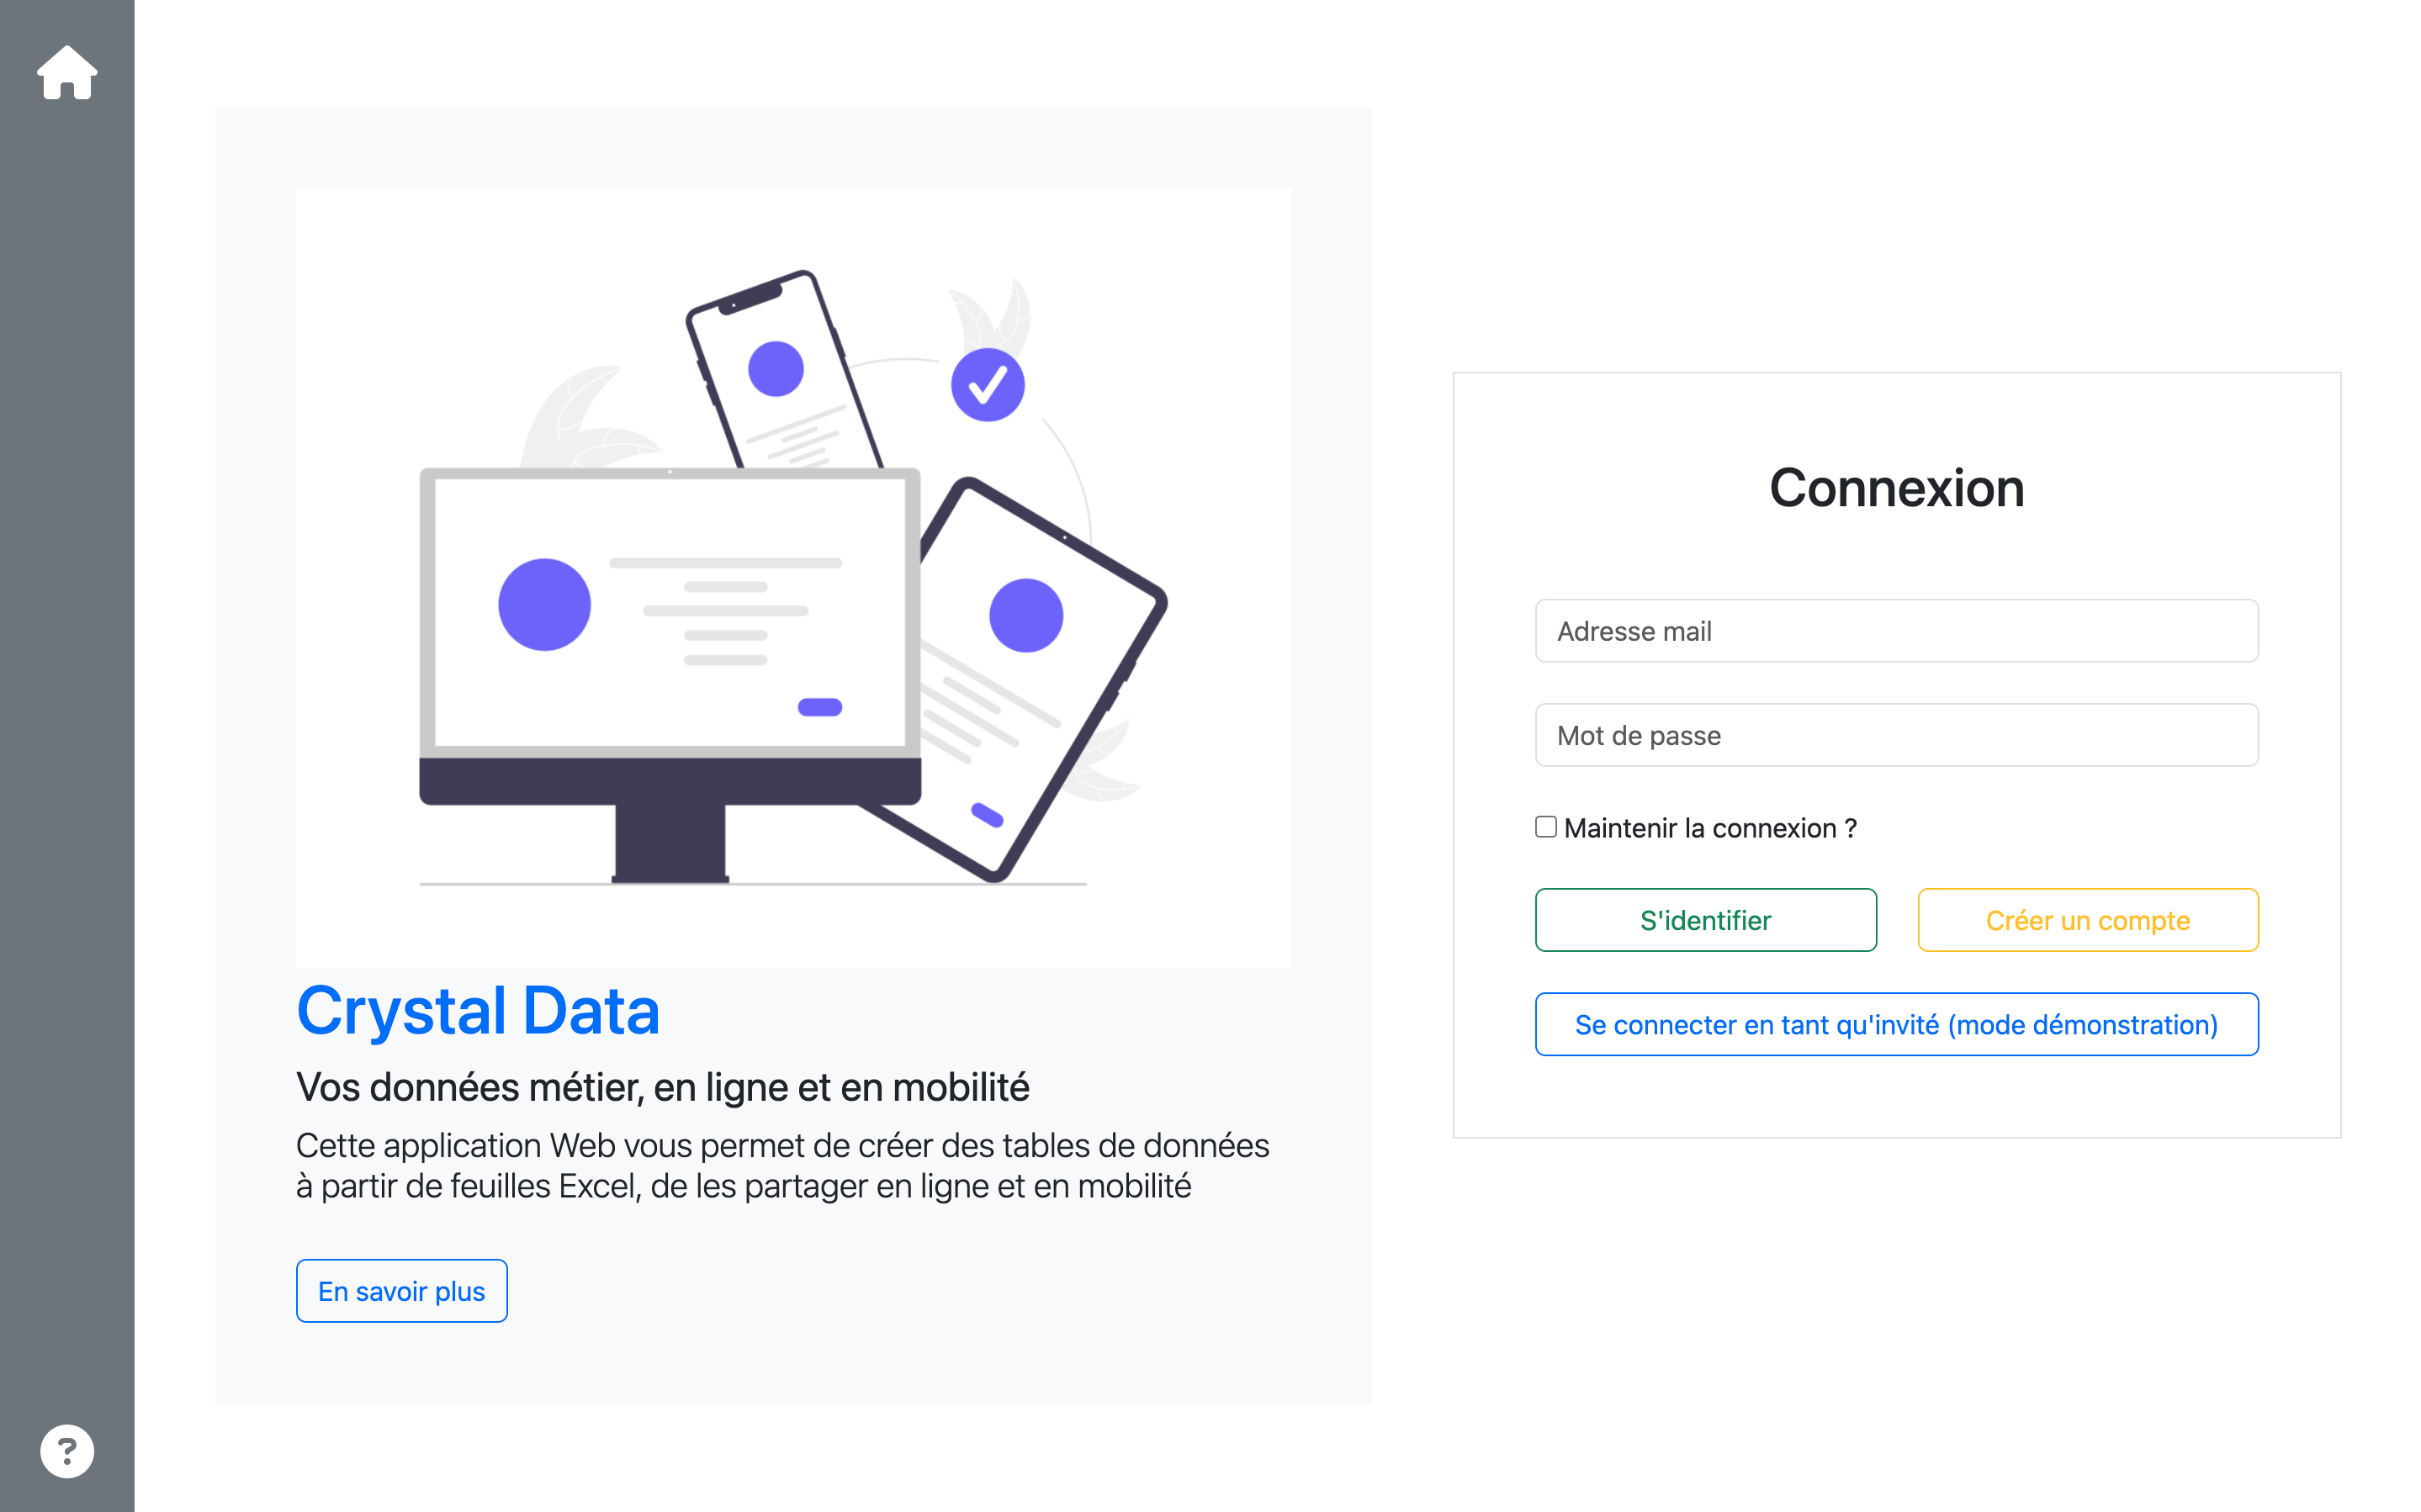 Crystal Data
Vos données métier, en ligne et en mobilité
Cette application Web vous permet de créer des tables de données
à partir de feuilles Excel, de les partager en ligne et en mobilité
En savoir plus
Connexion
Adresse mail
Mot de passe
Maintenir la connexion ?
S'identifier
Créer un compte
Se connecter en tant qu'invité (mode démonstration)